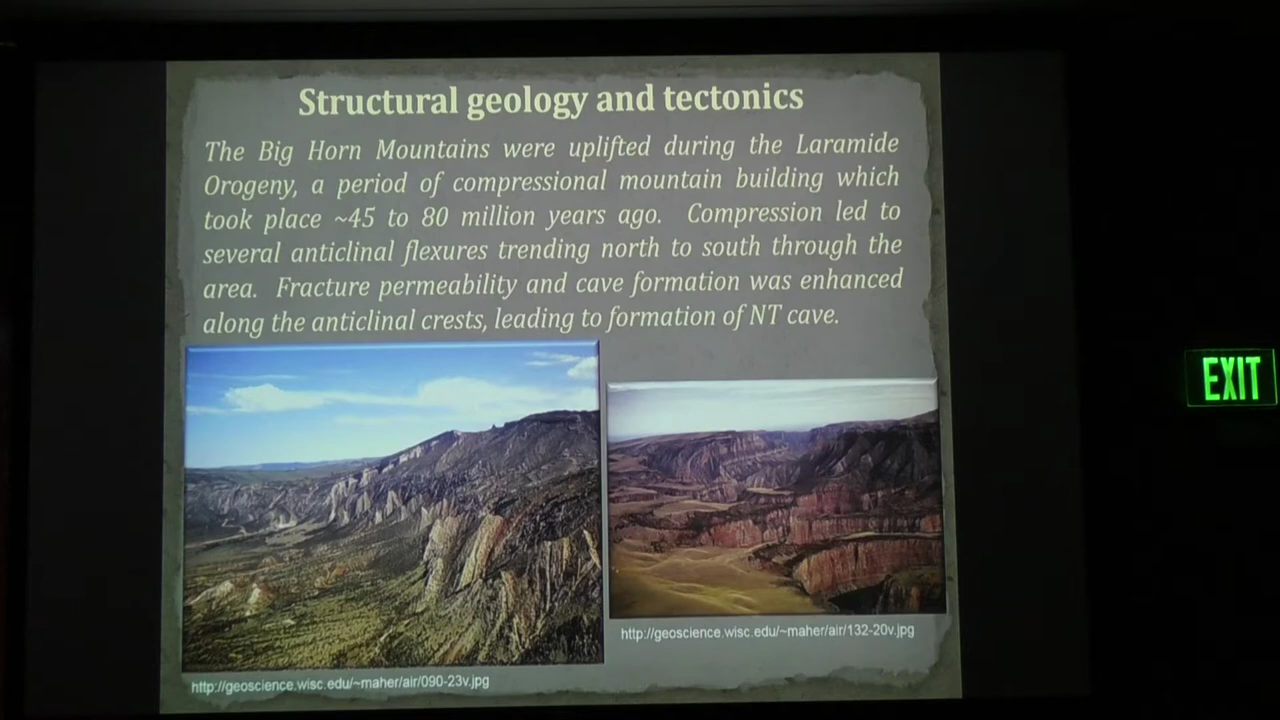 Structural geology and tectonics
The Big Horn Mountains were uplifted during the Laramide
Orogeny, a period of compressional mountain building which
took place ~45 to 80 million years ago. Compression led to
several anticlinal flexures trending north to south through the
area. Fracture permeability and cave formation was enhanced
along the anticlinal crests, leading to formation of NT cave.
EXIT
http://geoscience.wisc.edu/~maher/air/132-20v.jpg
http://geoscience.wisc.edu/~maher/air/090-23v.jpg